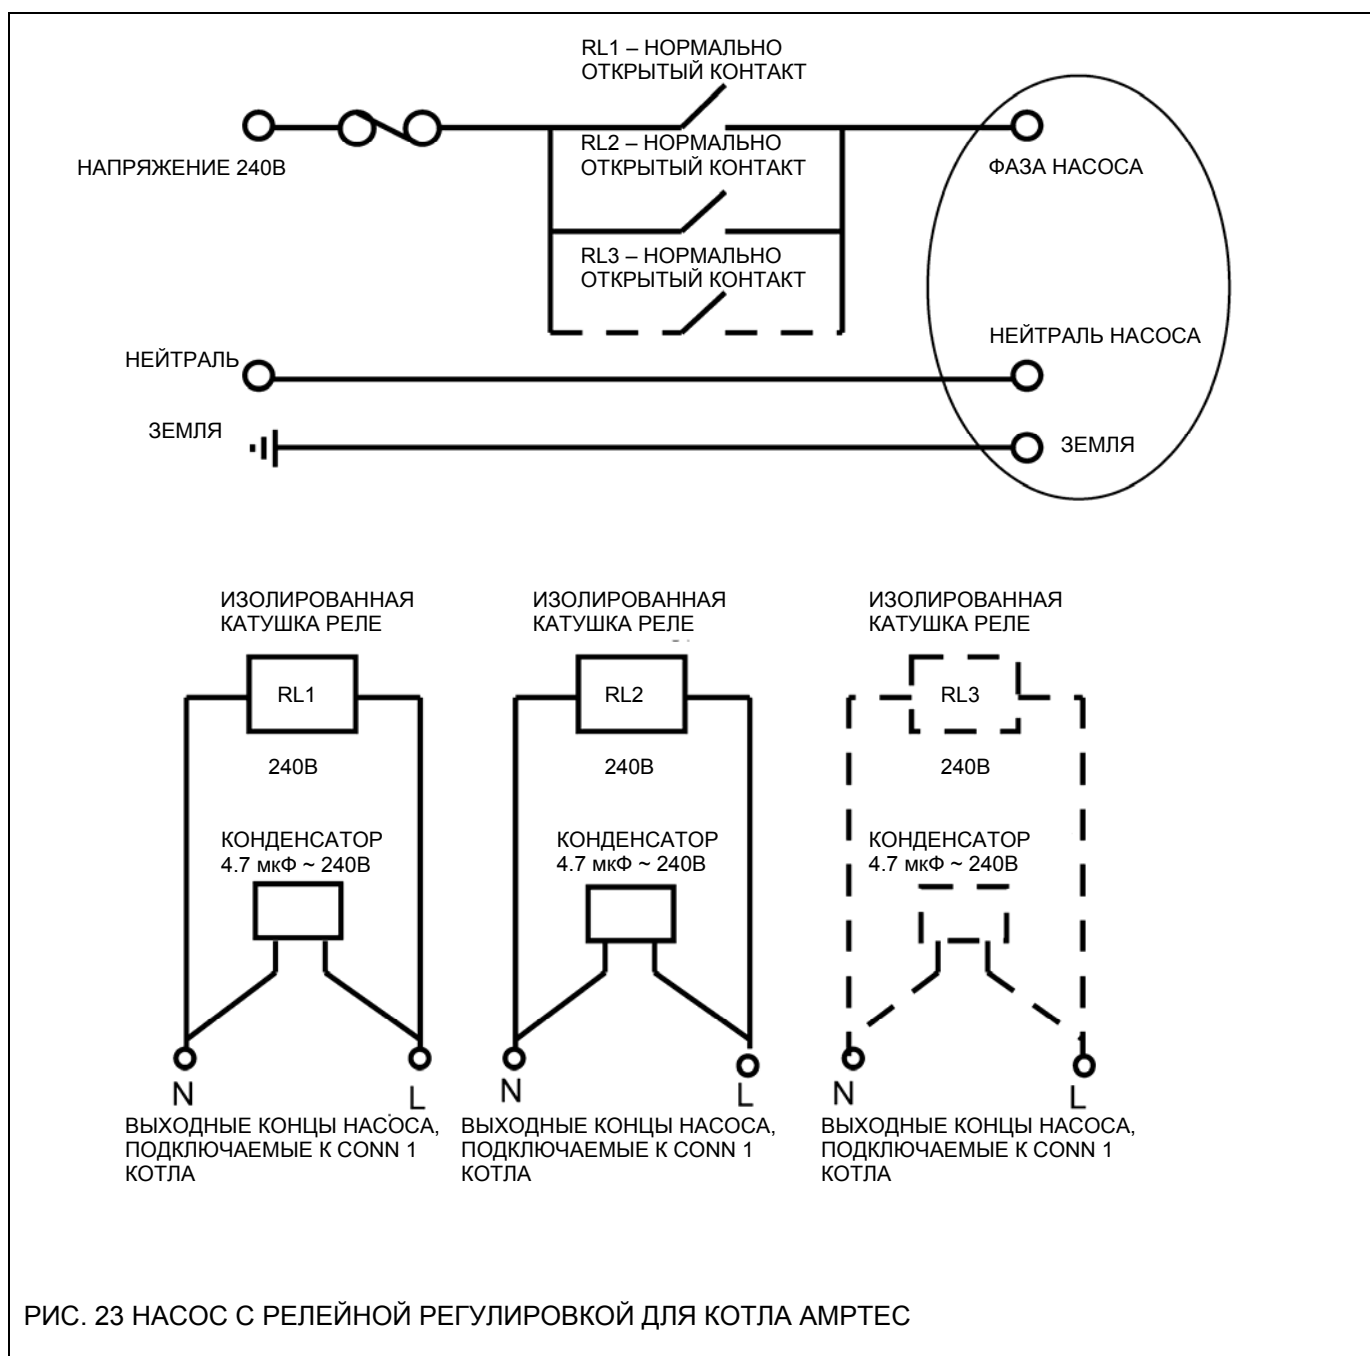 RL1 – НОРМАЛЬНО
ОТКРЫТЫЙ КОНТАКТ
НАПРЯЖЕНИЕ 240В
RL2 – НОРМАЛЬНО
ОТКРЫТЫЙ КОНТАКТ
ФАЗА НАСОСА
RL3 – НОРМАЛЬНО
ОТКРЫТЫЙ КОНТАКТ
НЕЙТРАЛЬ
НЕЙТРАЛЬ НАСОСА
ЗЕМЛЯ
ЗЕМЛЯ
ИЗОЛИРОВАННАЯ
КАТУШКА РЕЛЕ
RL1
240В
КОНДЕНСАТОР
4.7 мкФ ~ 240В
N
L
ВЫХОДНЫЕ КОНЦЫ НАСОСА,
ПОДКЛЮЧАЕМЫЕ К CONN 1
КОТЛА
ИЗОЛИРОВАННАЯ
КАТУШКА РЕЛЕ
RL2
240В
КОНДЕНСАТОР
4.7 мкФ ~ 240В
N
L
ВЫХОДНЫЕ КОНЦЫ НАСОСА,
ПОДКЛЮЧАЕМЫЕ К CONN 1
КОТЛА
ИЗОЛИРОВАННАЯ
КАТУШКА РЕЛЕ
RL3
240В
КОНДЕНСАТОР
4.7 мкФ ~ 240В
N
L
ВЫХОДНЫЕ КОНЦЫ НАСОСА,
ПОДКЛЮЧАЕМЫЕ К CONN 1
КОТЛА
РИС. 23 НАСОС С РЕЛЕЙНОЙ РЕГУЛИРОВКОЙ ДЛЯ КОТЛА AMPTEC